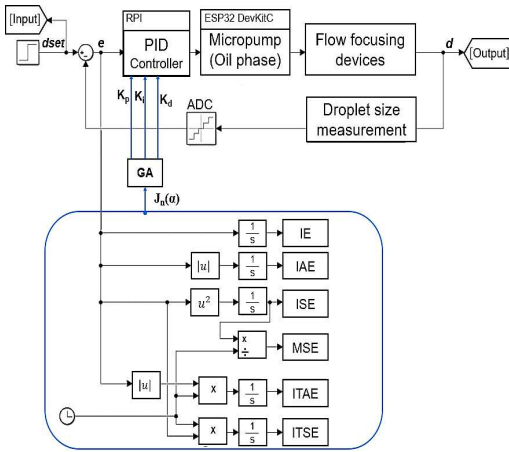 [Input]
RPI
ESP32 DevKitC
dset
+
-
e
PID
Controller
Micropump
(Oil phase)
Flow focusing
devices
d
[Output]
Kp Ki Kd
ADC
Droplet size
measurement
GA
Jn(α)
1/s
IE
|u|
1/s
IAE
u²
1/s
ISE
×
÷
MSE
|u|
×
1/s
ITAE
×
1/s
ITSE